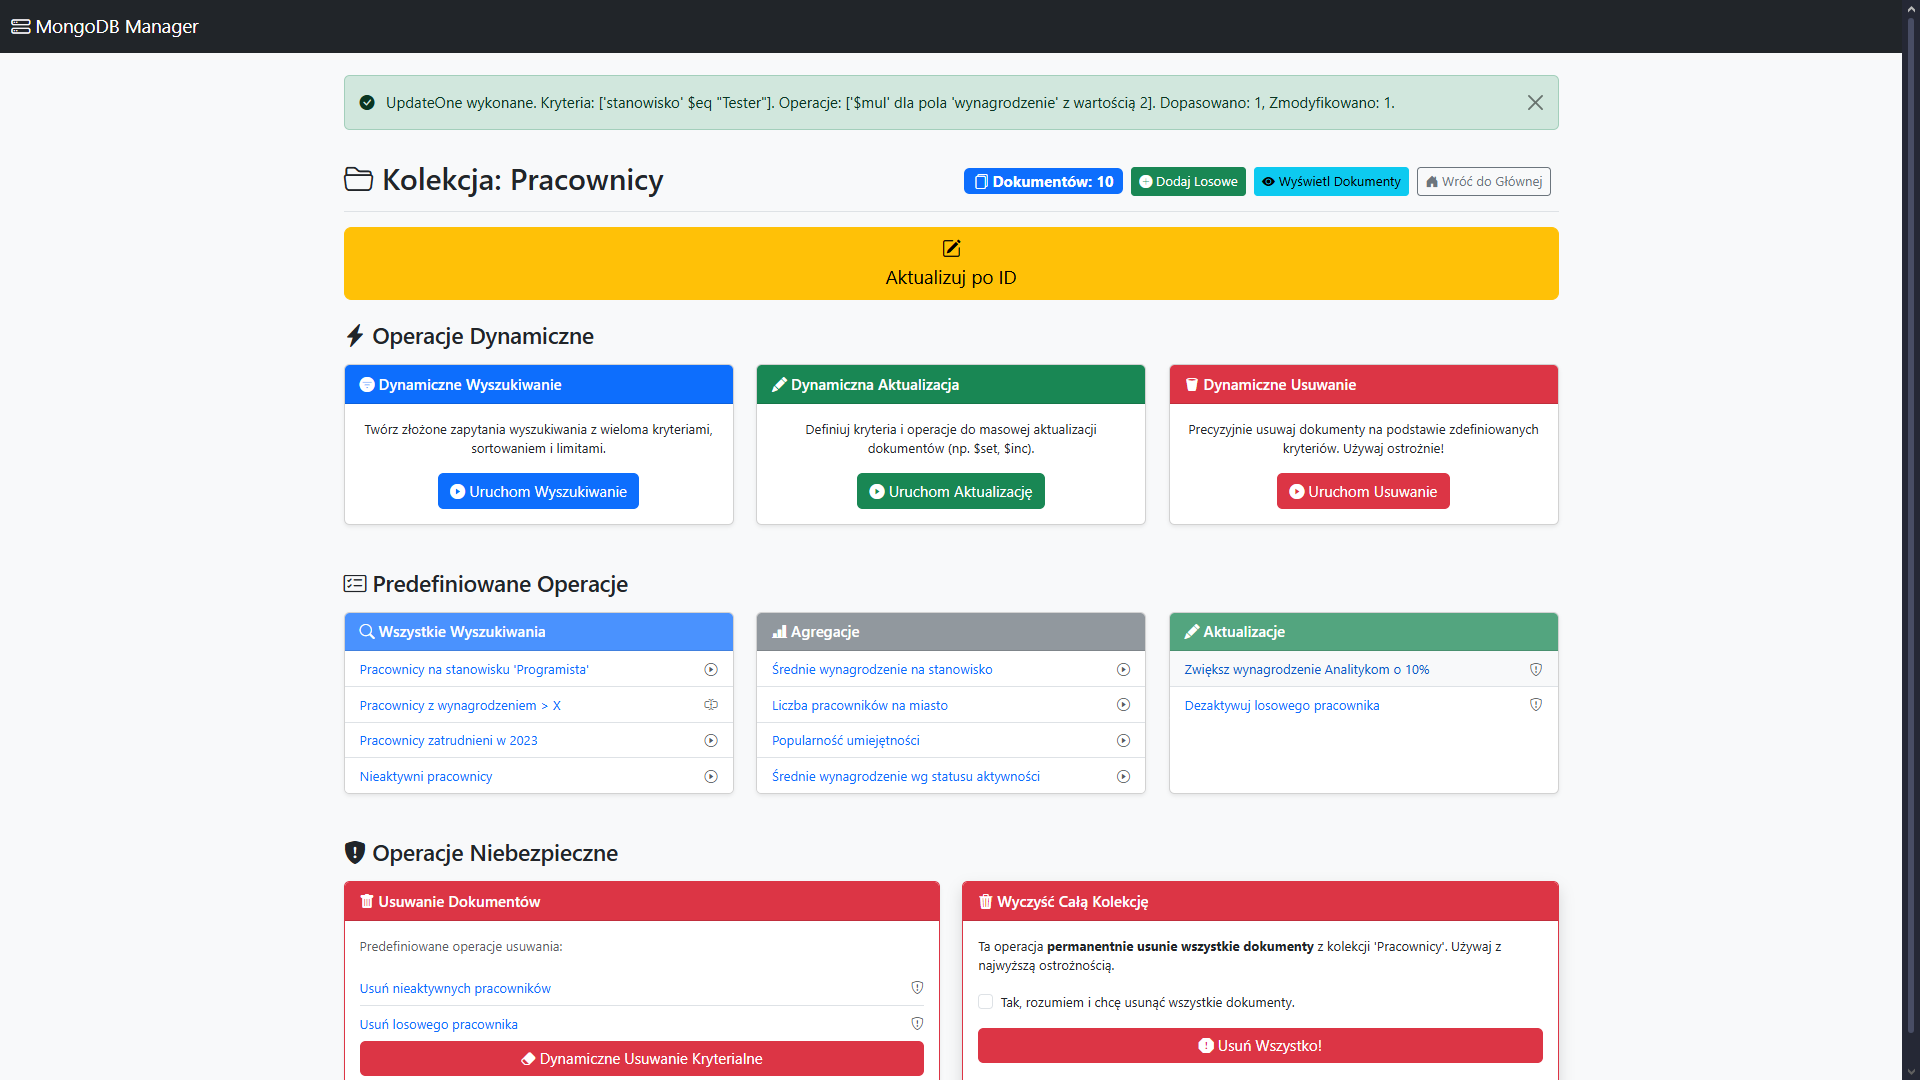 MongoDB Manager
UpdateOne wykonane. Kryteria: ['stanowisko' $eq "Tester"]. Operacje: ['$mul' dla pola 'wynagrodzenie' z wartością 2]. Dopasowano: 1, Zmodyfikowano: 1.
Kolekcja: Pracownicy
Dokumentów: 10
Dodaj Losowe
Wyświetl Dokumenty
Wróć do Głównej
Aktualizuj po ID
Operacje Dynamiczne
Dynamiczne Wyszukiwanie
Twórz złożone zapytania wyszukiwania z wieloma kryteriami,
sortowaniem i limitami.
Uruchom Wyszukiwanie
Dynamiczna Aktualizacja
Definiuj kryteria i operacje do masowej aktualizacji
dokumentów (np. $set, $inc).
Uruchom Aktualizację
Dynamiczne Usuwanie
Precyzyjnie usuwaj dokumenty na podstawie zdefiniowanych
kryteriów. Używaj ostrożnie!
Uruchom Usuwanie
Predefiniowane Operacje
Wszystkie Wyszukiwania
Pracownicy na stanowisku 'Programista'
Pracownicy z wynagrodzeniem > X
Pracownicy zatrudnieni w 2023
Nieaktywni pracownicy
Agregacje
Średnie wynagrodzenie na stanowisko
Liczba pracowników na miasto
Popularność umiejętności
Średnie wynagrodzenie wg statusu aktywności
Aktualizacje
Zwiększ wynagrodzenie Analitykom o 10%
Dezaktywuj losowego pracownika
Operacje Niebezpieczne
Usuwanie Dokumentów
Predefiniowane operacje usuwania:
Usuń nieaktywnych pracowników
Usuń losowego pracownika
Dynamiczne Usuwanie Kryterialne
Wyczyść Całą Kolekcję
Ta operacja permanentnie usunie wszystkie dokumenty z kolekcji 'Pracownicy'. Używaj z
najwyższą ostrożnością.
Tak, rozumiem i chcę usunąć wszystkie dokumenty.
Usuń Wszystko!